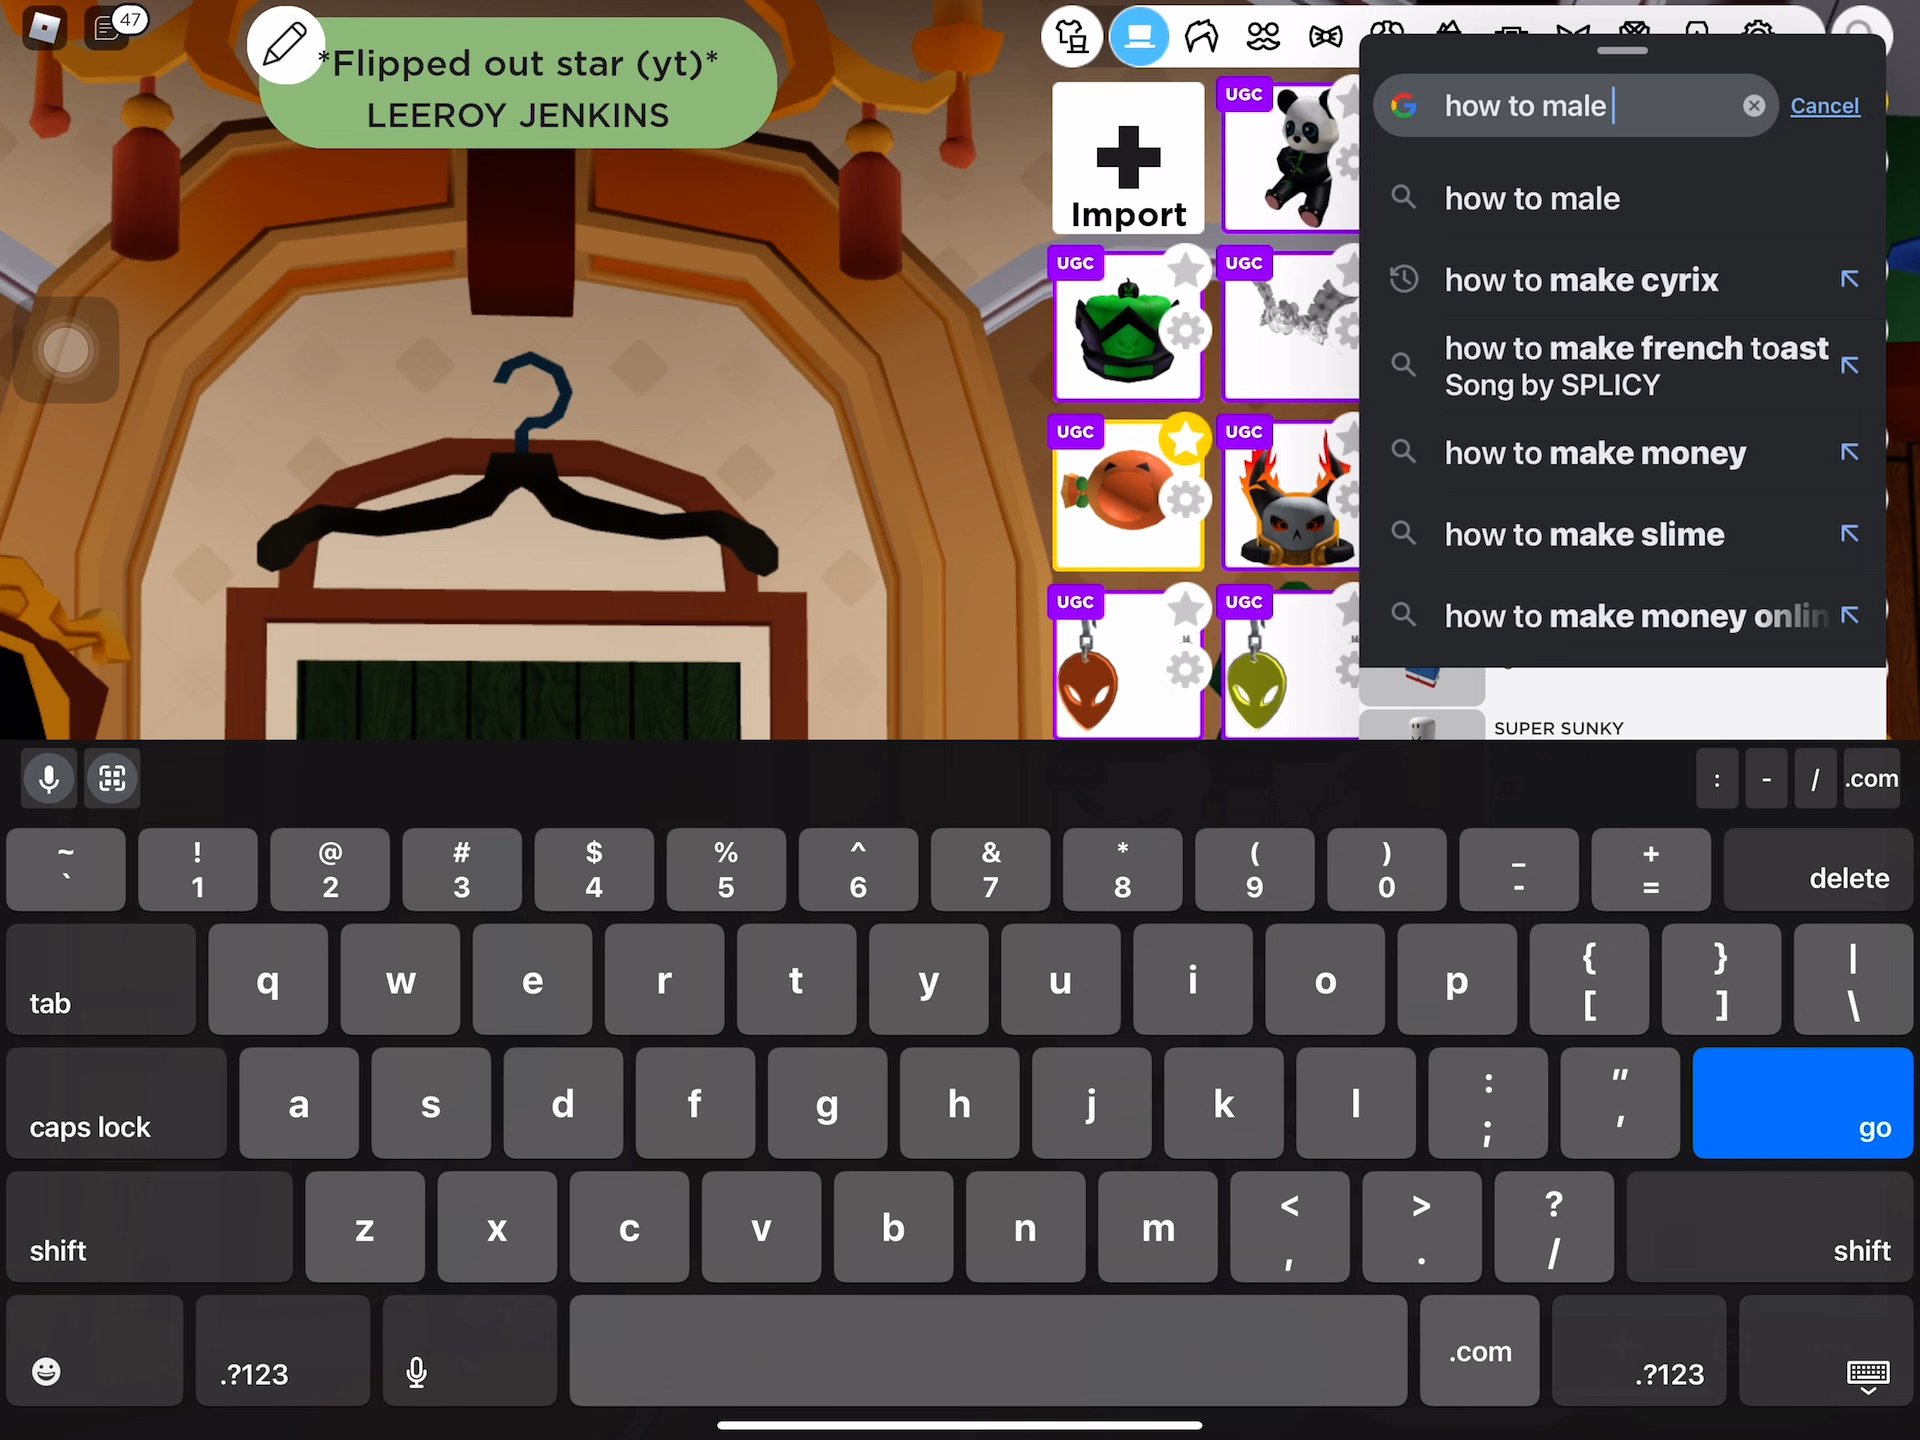 47
*Flipped out star (yt)*
LEEROY JENKINS
Import
UGC
UGC
UGC
UGC
UGC
UGC
UGC
how to male
Cancel
how to male
how to make cyrix
how to make french toast
Song by SPLICY
how to make money
how to make slime
how to make money onlin
SUPER SUNKY
: - / .com
~ ! @ # $ % ^ & * ( ) _ +
` 1 2 3 4 5 6 7 8 9 0 - = delete
tab q w e r t y u i o p { [ } ] | \
caps lock a s d f g h j k l : ; " ' go
shift z x c v b n m < , > . ? / shift
.?123 .com .?123